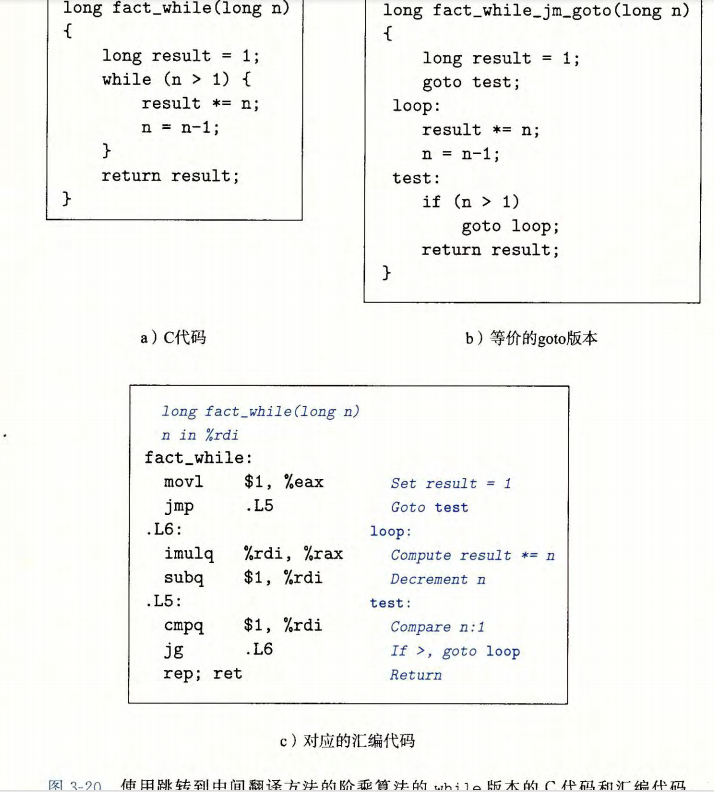 long fact_while(long n)
{
long result = 1;
while (n > 1) {
result *= n;
n = n-1;
}
return result;
}
long fact_while_jm_goto(long n)
{
long result = 1;
goto test;
loop:
result *= n;
n = n-1;
test:
if (n > 1)
goto loop;
return result;
}
a）C代码
b）等价的goto版本
long fact_while(long n)
n in %rdi
fact_while:
movl $1, %eax Set result = 1
jmp .L5 Goto test
.L6: loop:
imulq %rdi, %rax Compute result *= n
subq $1, %rdi Decrement n
.L5: test:
cmpq $1, %rdi Compare n:1
jg .L6 If >, goto loop
rep; ret Return
c）对应的汇编代码
图 3-20 使用跳转到中间翻译方法的阶乘算法的 while 版本的 C 代码和汇编代码